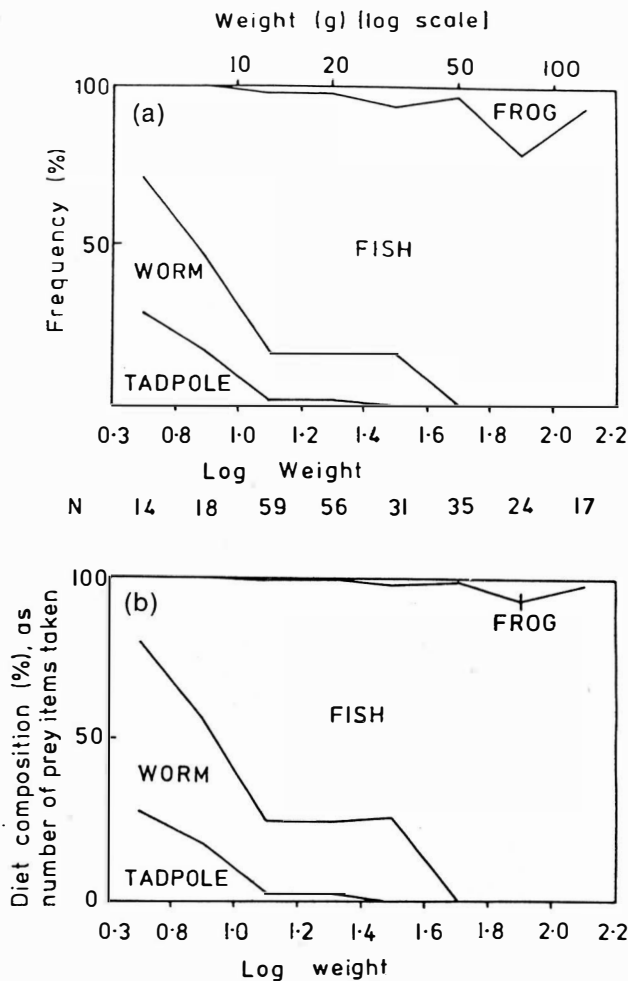 Weight (g) [log scale]
10 20 50 100
100
(a)
FROG
Frequency (%)
50
FISH
WORM
TADPOLE
0·3 0·8 1·0 1·2 1·4 1·6 1·8 2·0 2·2
Log Weight
N 14 18 59 56 31 35 24 17
100
(b)
FROG
Diet composition (%), as
number of prey items taken
FISH
50
WORM
TADPOLE
0
0·3 0·8 1·0 1·2 1·4 1·6 1·8 2·0 2·2
Log weight